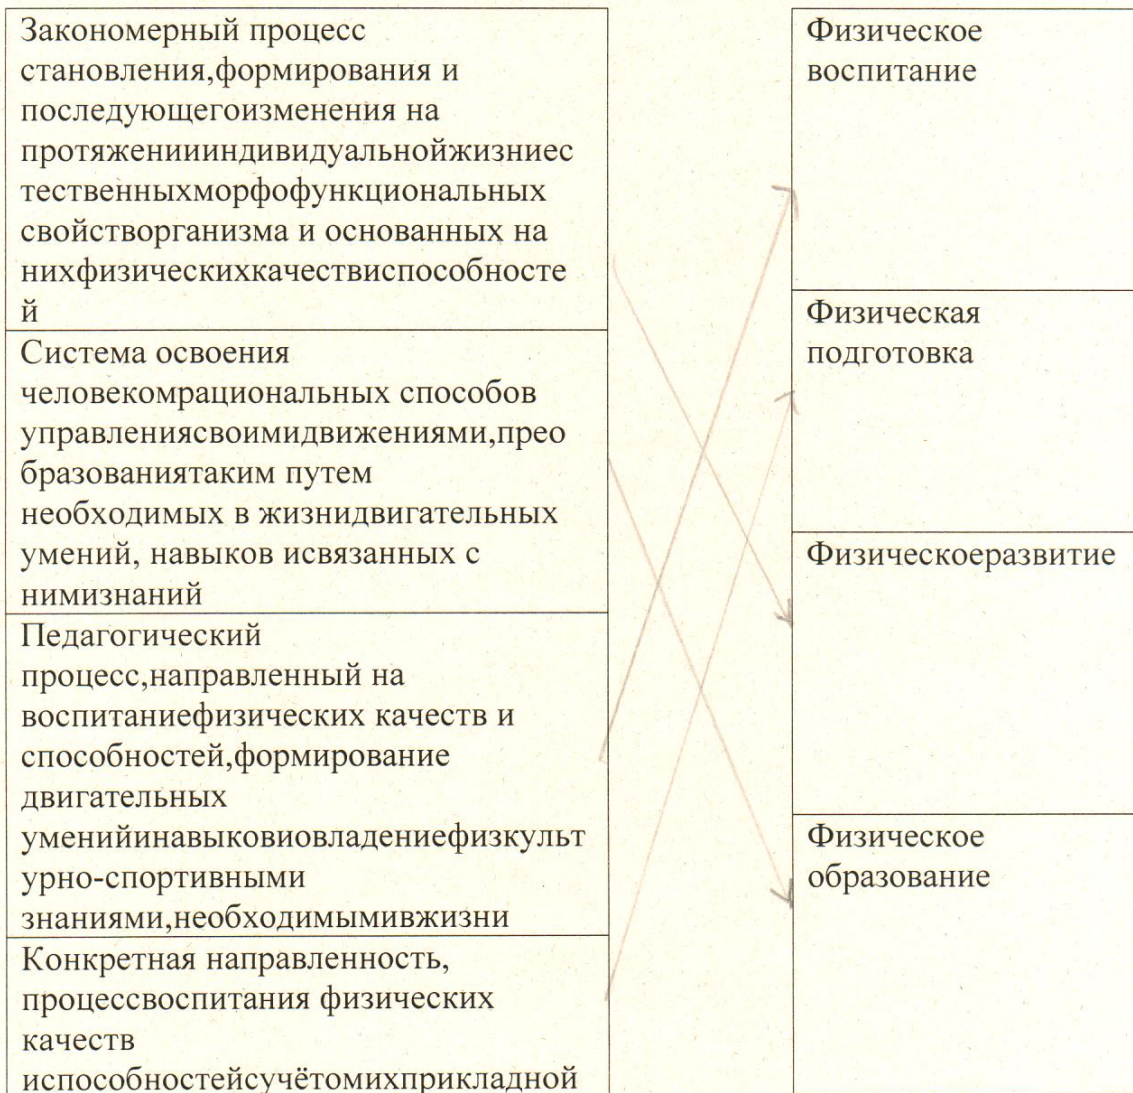 Закономерный процесс
становления,формирования и
последующегоизменения на
протяжениииндивидуальнойжизниес
тественныхморфофункциональных
свойсторганизма и основанных на
нихфизическихкачествиспособносте
й
Система освоения
человекомрациональных способов
управлениясвоимидвижениями,прео
бразованиятаким путем
необходимых в жизнидвигательных
умений, навыков исвязанных с
нимизнаний
Педагогический
процесс,направленный на
воспитаниефизических качеств и
способностей,формирование
двигательных
уменийинавыковиовладениефизкульт
урно-спортивными
знаниями,необходимымивжизни
Конкретная направленность,
процессвоспитания физических
качеств
испособностейсучётомихприкладной
Физическое
воспитание
Физическая
подготовка
Физическоеразвитие
Физическое
образование